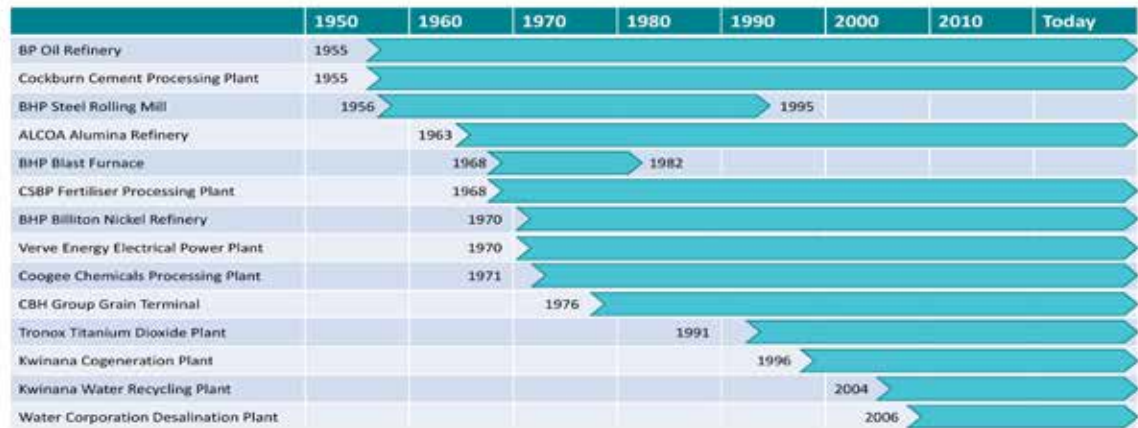 1950 1960 1970 1980 1990 2000 2010 Today
BP Oil Refinery 1955
Cockburn Cement Processing Plant 1955
BHP Steel Rolling Mill 1956 1995
ALCOA Alumina Refinery 1963
BHP Blast Furnace 1968 1982
CSBP Fertiliser Processing Plant 1968
BHP Billiton Nickel Refinery 1970
Verve Energy Electrical Power Plant 1970
Coogee Chemicals Processing Plant 1971
CBH Group Grain Terminal 1976
Tronox Titanium Dioxide Plant 1991
Kwinana Cogeneration Plant 1996
Kwinana Water Recycling Plant 2004
Water Corporation Desalination Plant 2006